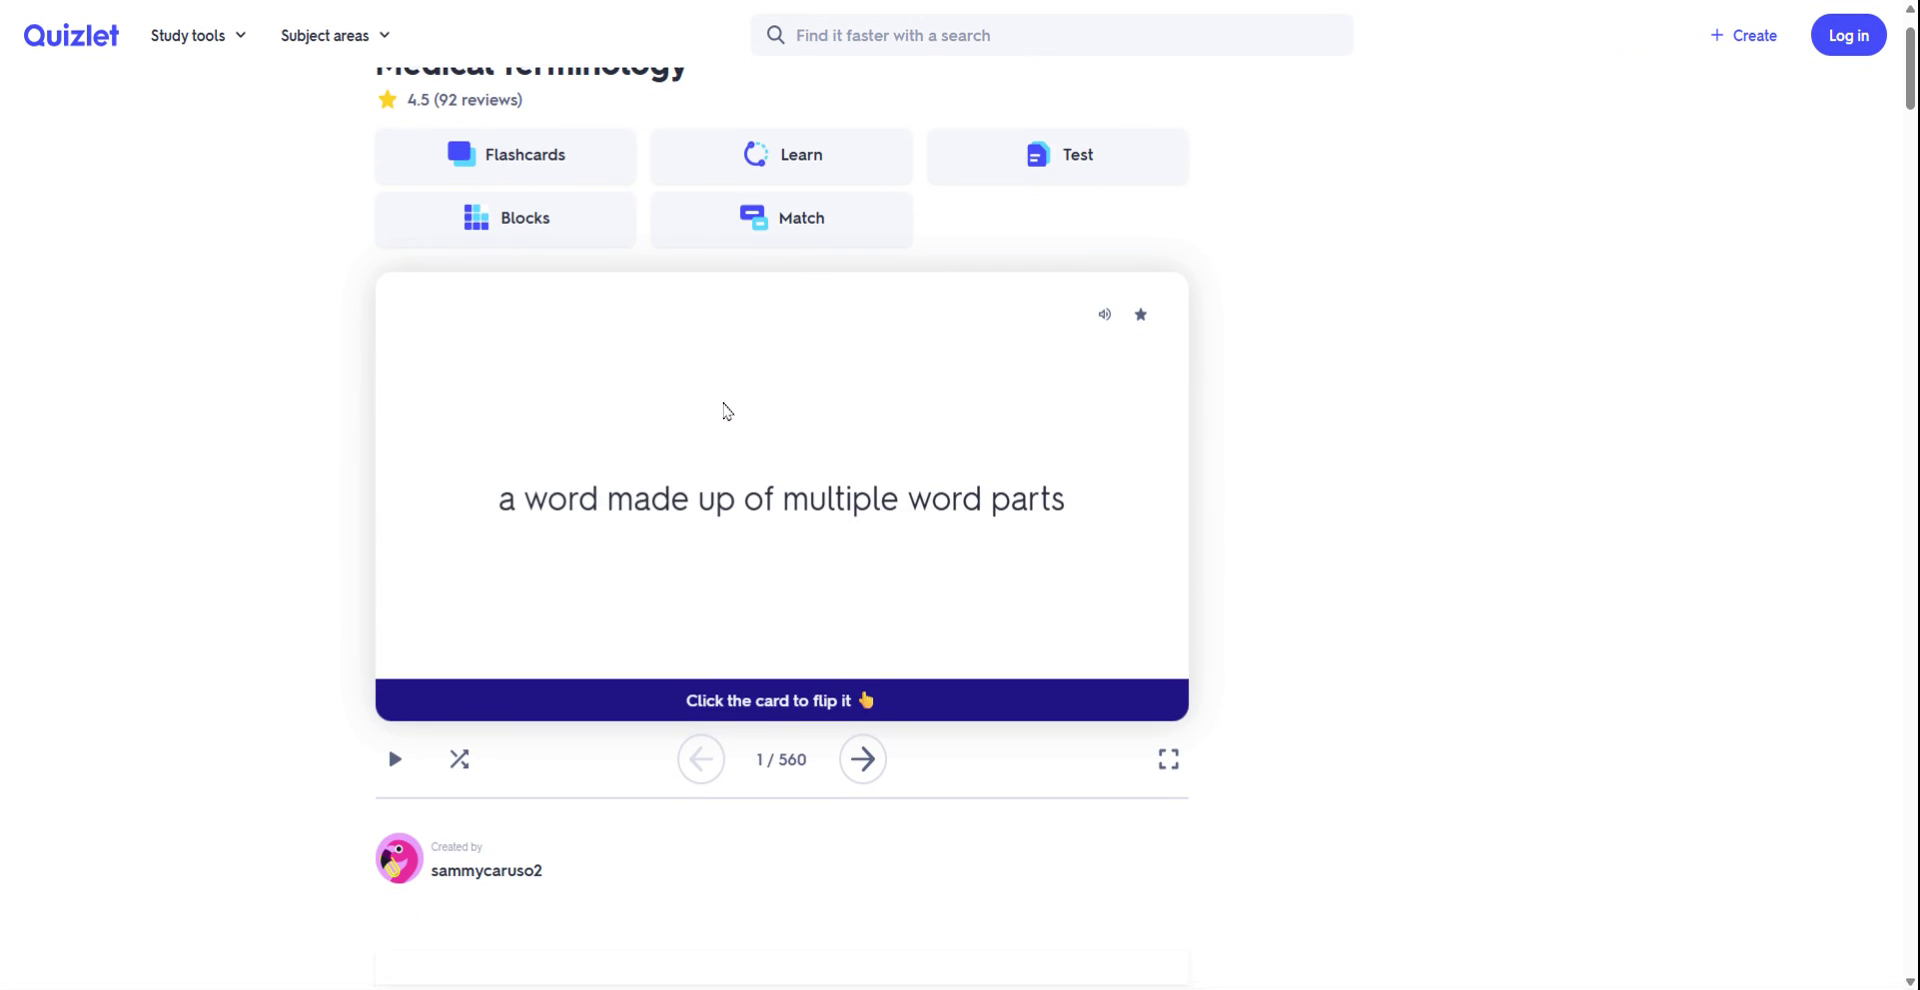 Quizlet
Study tools
Subject areas
Find it faster with a search
+ Create
Log in
Medical Terminology
4.5 (92 reviews)
Flashcards
Learn
Test
Blocks
Match
a word made up of multiple word parts
Click the card to flip it 👆
1 / 560
Created by
sammycaruso2